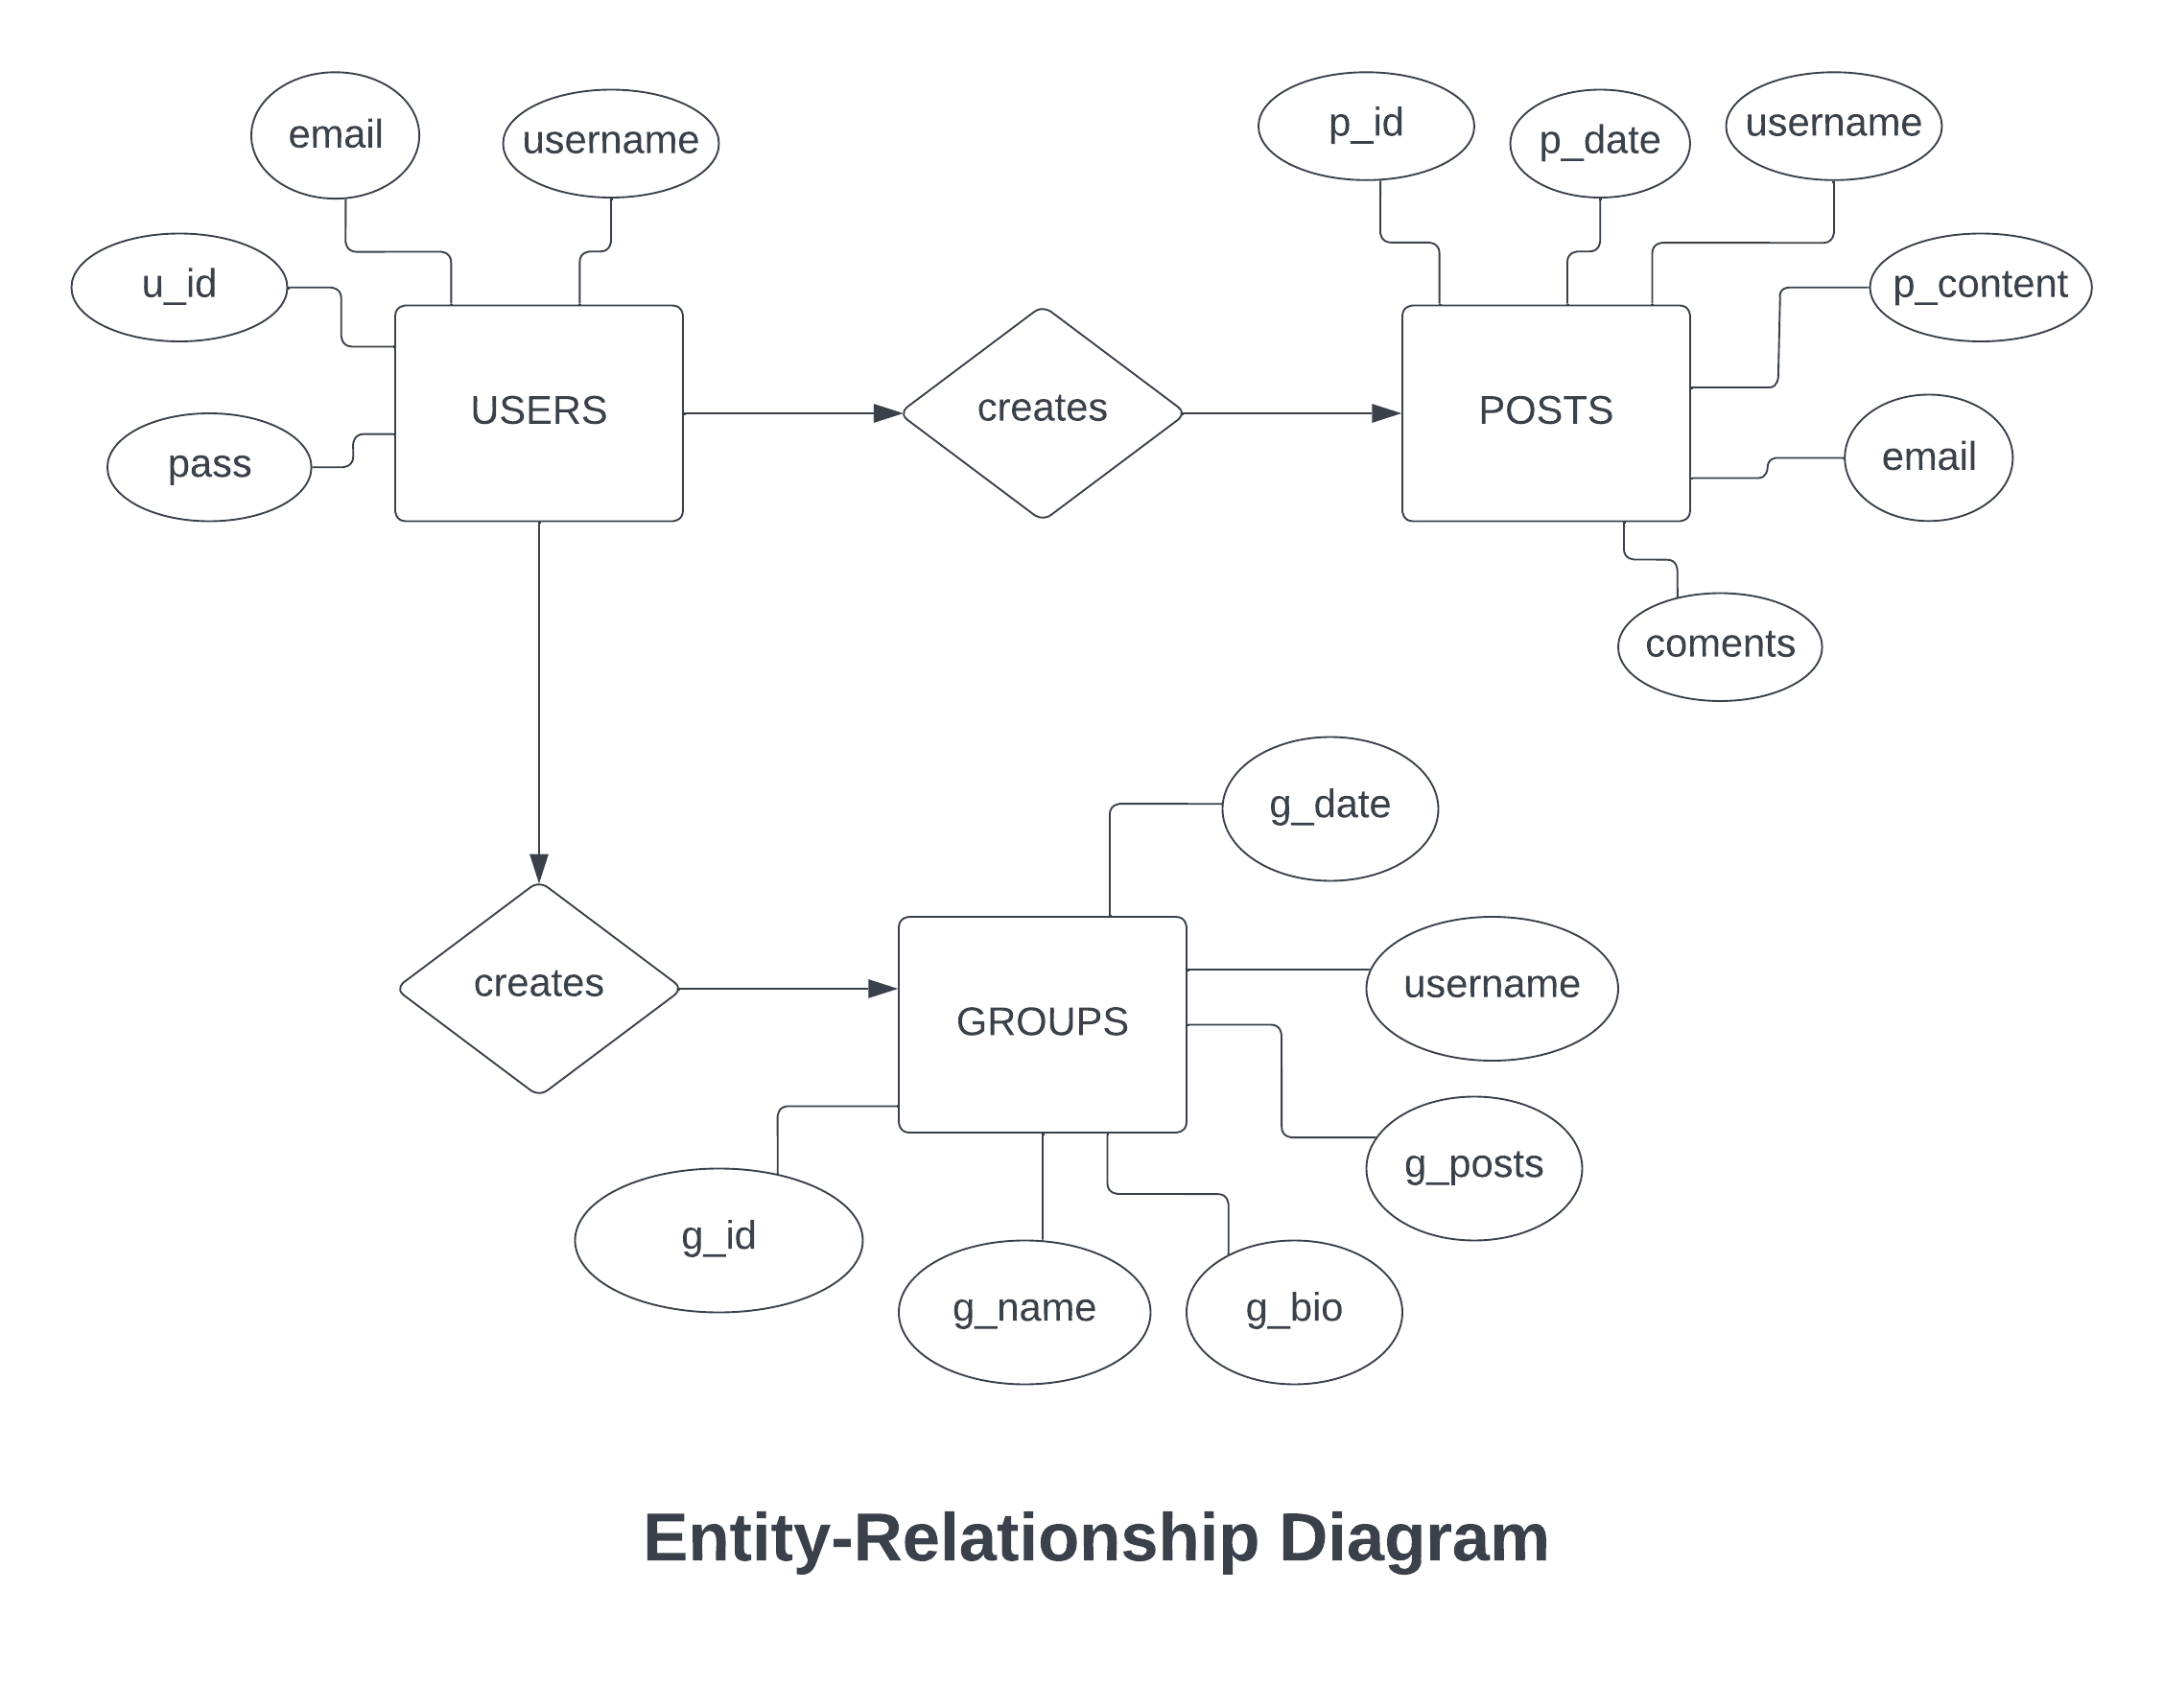 email
username
p_id
p_date
username
u_id
p_content
USERS
creates
POSTS
pass
email
coments
g_date
creates
GROUPS
username
g_posts
g_id
g_name
g_bio
Entity-Relationship Diagram